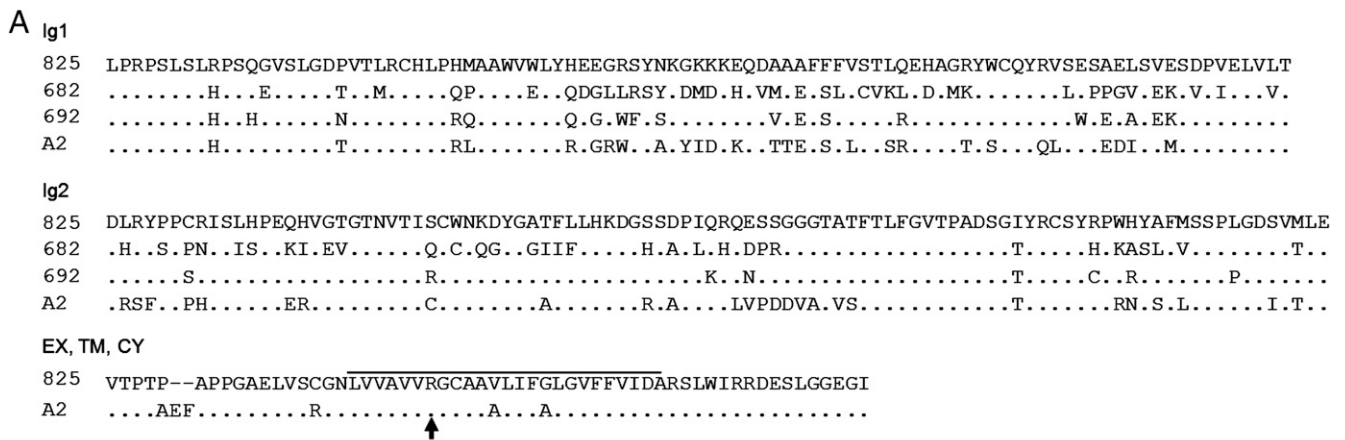 A
Ig1
825 LPRPSLSLRPSQGVSLGDPVTLRCHLPHMAAWVWLYHEEGRSYNKGKKKEQDAAAFFFVSTLQEHAGRYWCQYRVSESAELSVESDPVELVLT
682 ........H...E.....T..M.....QP....E..QDGLLRSY.DMD.H.VM.E.SL.CVKL.D.MK.......L.PPGV.EK.V.I...V.
692 ........H..H......N........RQ.......Q.G.WF.S........V.E.S.....R.............W.E.A.EK.........
A2 ........H.........T........RL.......R.GRW..A.YID.K..TTE.S.L..SR....T.S...QL...EDI..M.........
Ig2
825 DLRYPPCRISLHPEQHVGTGTNVTISCWNKDYGATFLLHKDGSSDPIQRQESSGGGTATFTLFGVTPADSGIYRCSYRPWHYAFMSSPLGDSVMLE
682 .H..S.PN..IS..KI.EV.....Q.C.QG..GIIF.....H.A.L.H.DPR..................T.....H.KASL.V........T..
692 ......S..................R.....................K..N....................T.....C..R.......P.......
A2 .RSF..PH......ER.........C........A.......R.A....LVPDDVA.VS............T.......RN.S.L......I.T..
EX, TM, CY
825 VTPTP--APPGAELVSCGNLVVAVVRGCAAVLIFGLGVFFVIDARSLWIRRDESLGGEGI
A2 ....AEF.........R.............A...A.........................